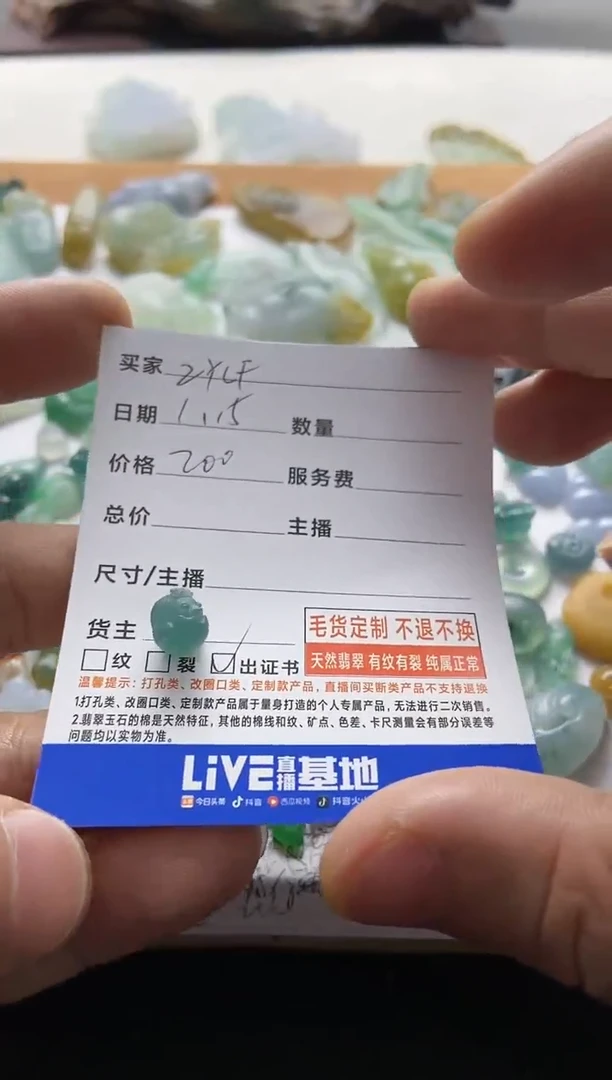 买家 ZYLF
日期 1.15 数量
价格 200 服务费
总价 主播
尺寸/主播
货主
毛货定制 不退不换
纹 裂 出证书
天然翡翠 有纹有裂 纯属正常
温馨提示：打孔类、改圈口类、定制款产品，直播间买断类产品不支持退换
1.打孔类、改圈口类、定制款产品属于量身打造的个人专属产品，无法进行二次销售。
2.翡翠玉石的棉是天然特征，其他的棉线和纹、矿点、色差、卡尺测量会有部分误差等
问题均以实物为准。
LiVE直播基地
今日头条 抖音 西瓜视频 抖音火